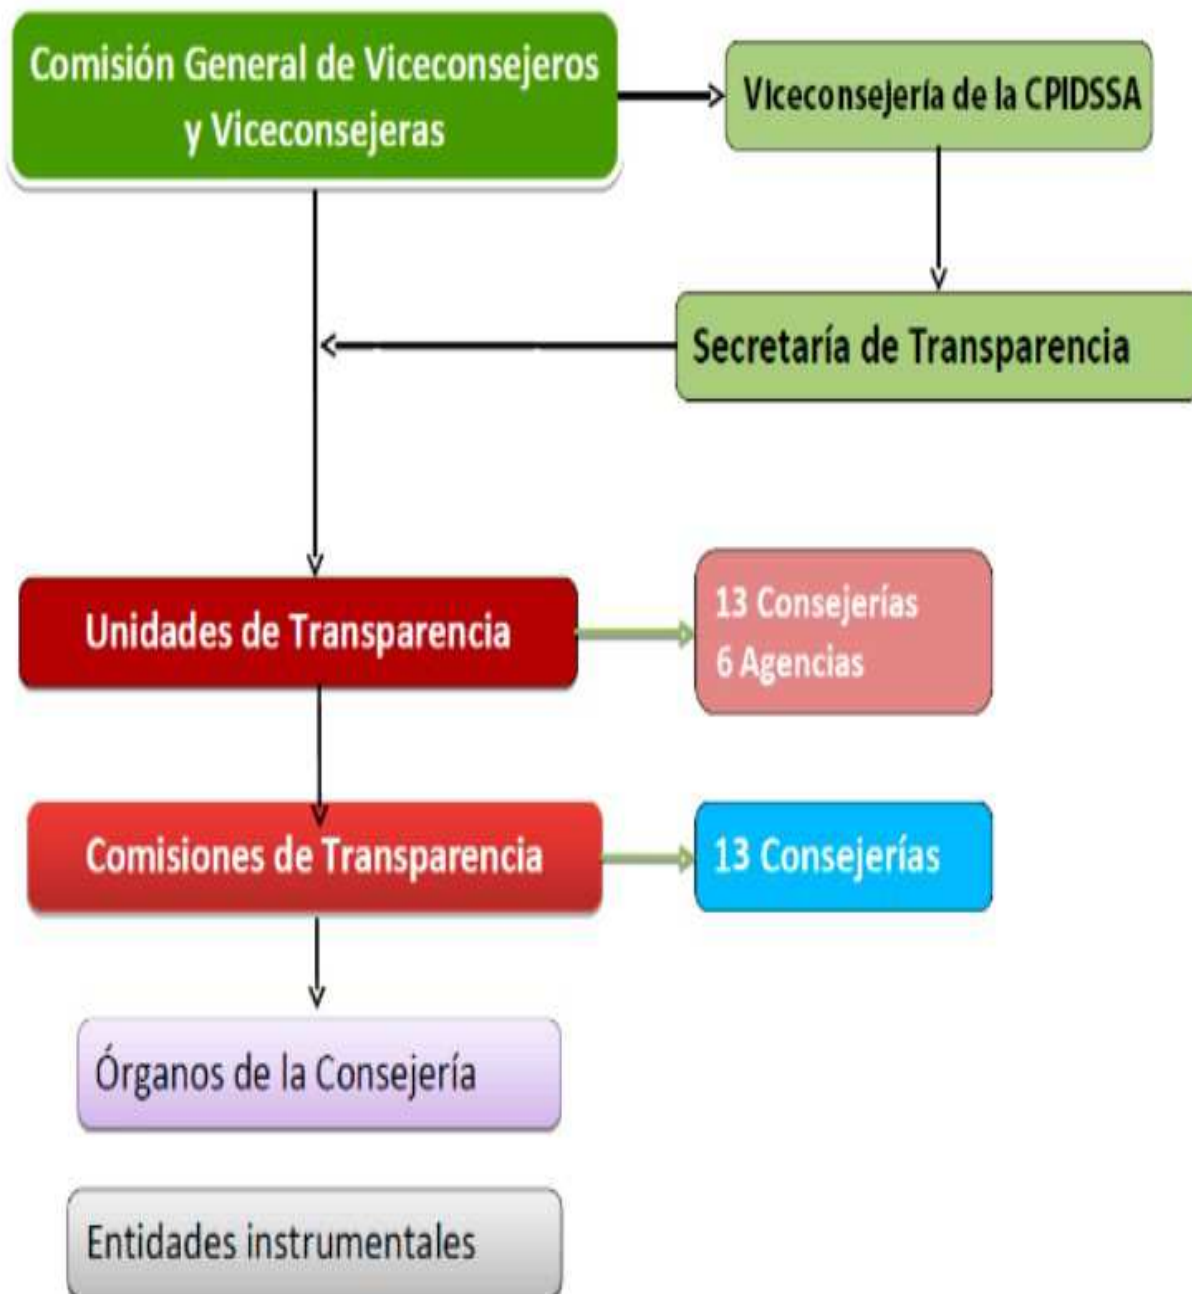 Comisión General de Viceconsejeros
y Viceconsejeras
Viceconsejería de la CPIDSSA
Secretaría de Transparencia
Unidades de Transparencia
13 Consejerías
6 Agencias
Comisiones de Transparencia
13 Consejerías
Órganos de la Consejería
Entidades instrumentales